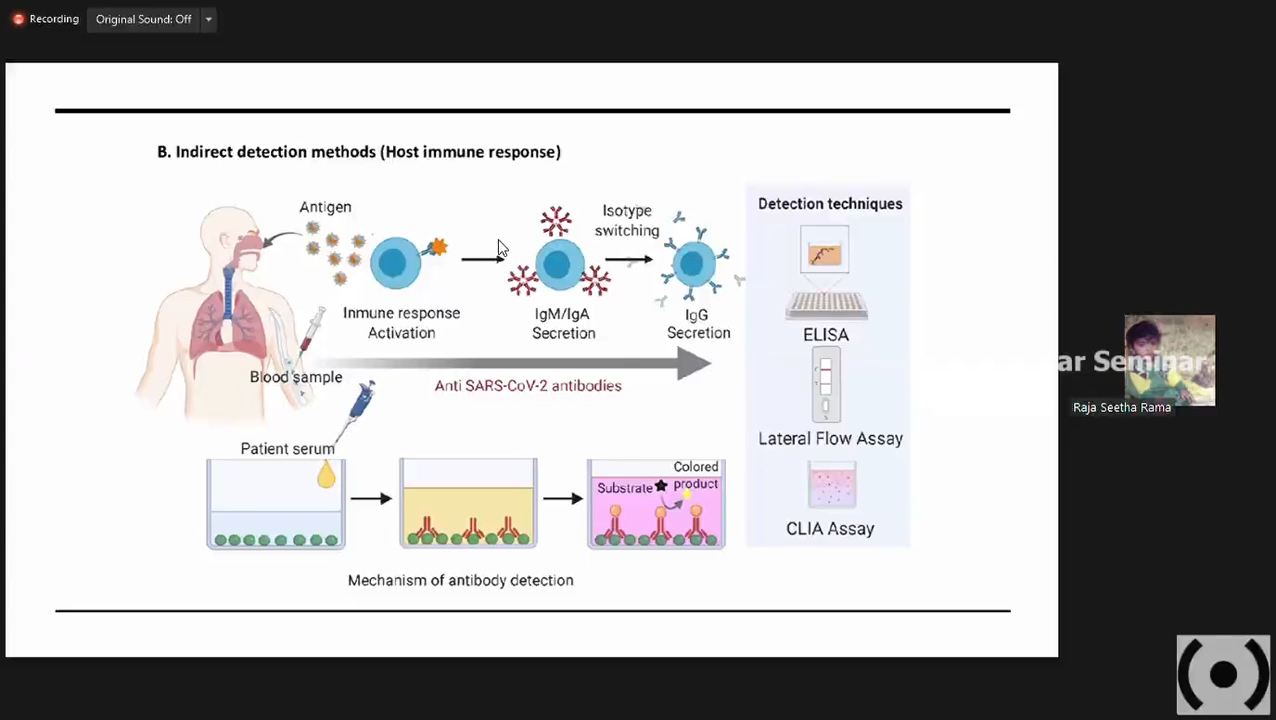 Recording
Original Sound: Off
B. Indirect detection methods (Host immune response)
Antigen
Inmune response
Activation
IgM/IgA
Secretion
Isotype
switching
IgG
Secretion
Blood sample
Anti SARS-CoV-2 antibodies
Patient serum
Substrate
Colored
product
Mechanism of antibody detection
Detection techniques
ELISA
Lateral Flow Assay
CLIA Assay
ar Seminar
Raja Seetha Rama